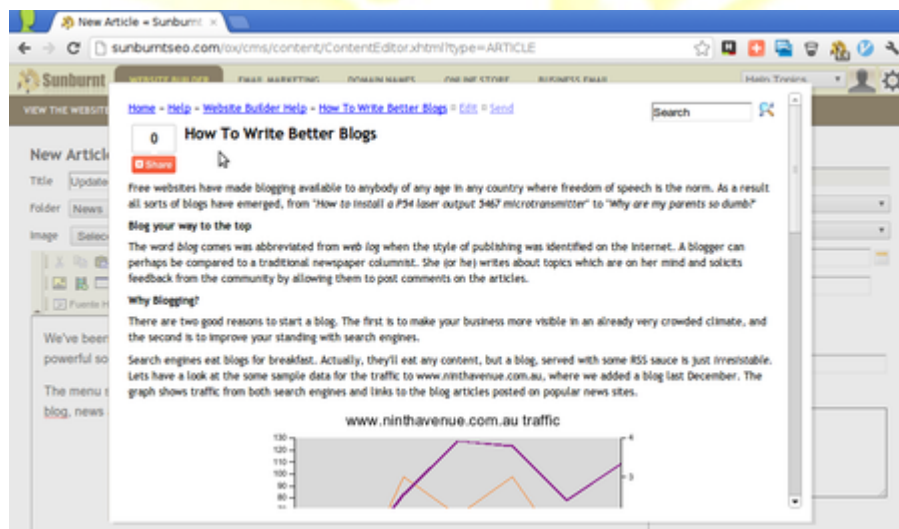 New Article « Sunburnt
sunburntseo.com/ox/cms/content/ContentEditor.xhtml?type=ARTICLE
Sunburnt WEBSITE BUILDER EMAIL MARKETING DOMAIN NAMES ONLINE STORE BUSINESS EMAIL Help Topics
VIEW THE WEBSITE
Home - Help - Website Builder Help - How To Write Better Blogs Edit Send
Search
0
How To Write Better Blogs
Share
New Article
Title Update
Folder News
Image Selec
Fuente H
Free websites have made blogging available to anybody of any age in any country where freedom of speech is the norm. As a result
all sorts of blogs have emerged, from "How to install a P54 laser output 5467 microtransmitter" to "Why are my parents so dumb?"
Blog your way to the top
The word blog comes was abbreviated from web log when the style of publishing was identified on the internet. A blogger can
perhaps be compared to a traditional newspaper columnist. She (or he) writes about topics which are on her mind and solicits
feedback from the community by allowing them to post comments on the articles.
Why Blogging?
There are two good reasons to start a blog. The first is to make your business more visible in an already very crowded climate, and
the second is to improve your standing with search engines.
Search engines eat blogs for breakfast. Actually, they'll eat any content, but a blog, served with some RSS sauce is just irresistable.
Lets have a look at the some sample data for the traffic to www.ninthavenue.com.au, where we added a blog last December. The
graph shows traffic from both search engines and links to the blog articles posted on popular news sites.
We've been
powerful so
The menu
blog, news
www.ninthavenue.com.au traffic
130
120
110
100
90
80
4
3